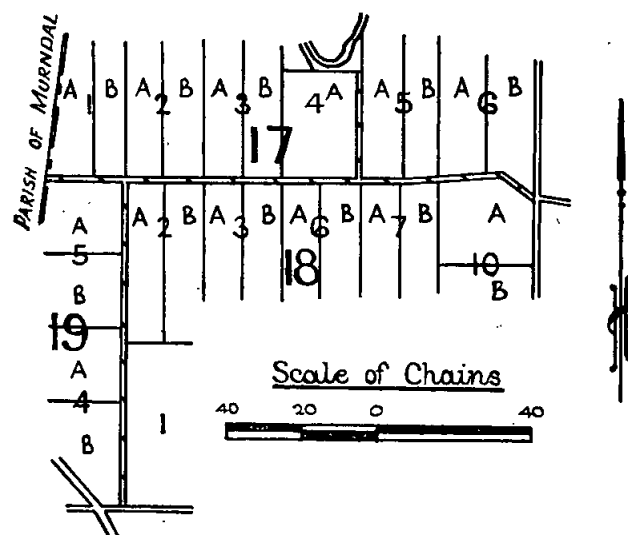 PARISH OF MURNDAL
A 1 B A 2 B A 3 B 4 A A 5 B A 6 B
17
A 2 B A 3 B A 6 B A 7 B A
A
5
B
18
10
B
19
A
4
B
1
Scale of Chains
40 20 0 40